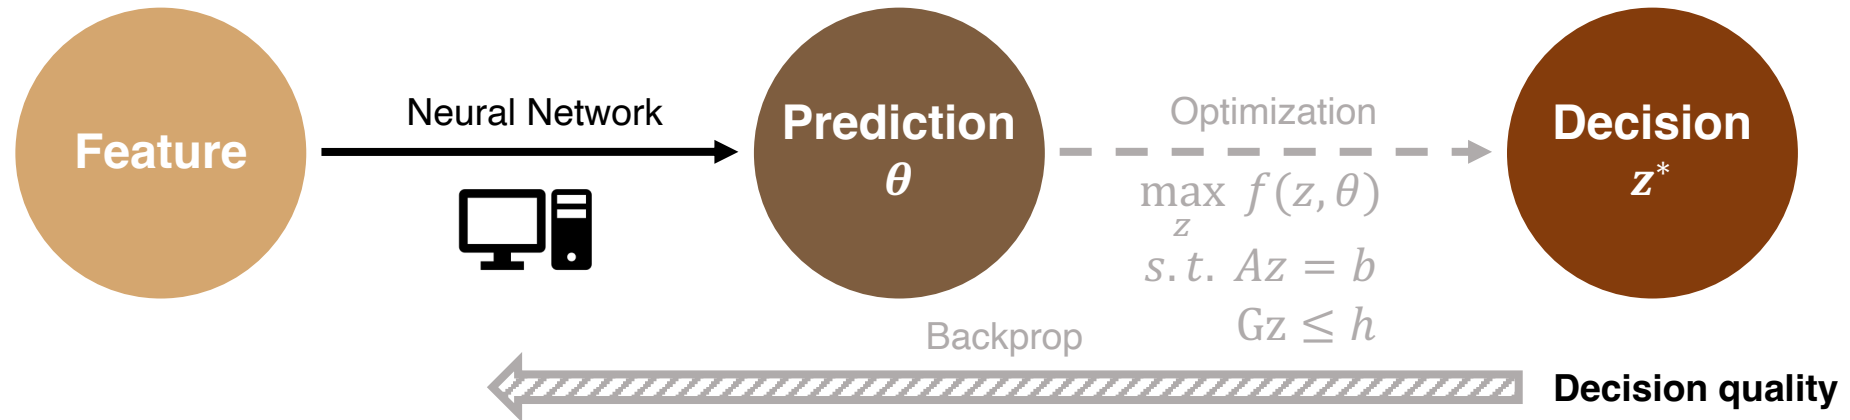 Feature
Neural Network
Prediction
θ
Optimization
max f(z, θ)
z
s.t. Az = b
Gz ≤ h
Decision
z*
Backprop
Decision quality